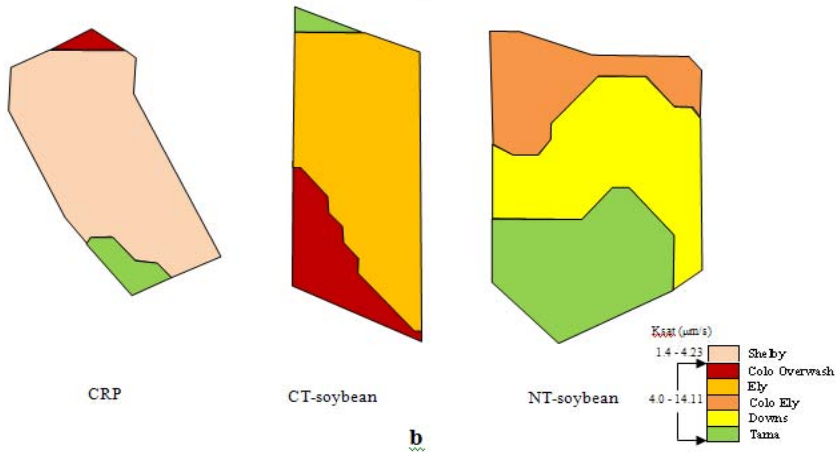 Ksat (µm/s)
1.4 - 4.23
Shelby
Colo Overwash
Ely
4.0 - 14.11
Colo Ely
Downs
Tama
CRP
CT-soybean
NT-soybean
b